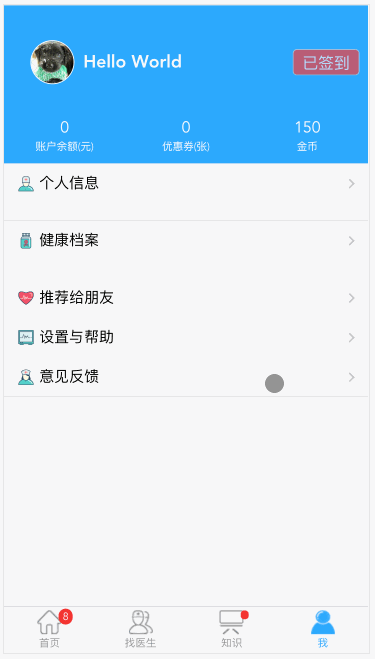 Hello World
已签到
0
0
150
账户余额(元)
优惠券(张)
金币
个人信息
健康档案
推荐给朋友
设置与帮助
意见反馈
8
首页
找医生
知识
我